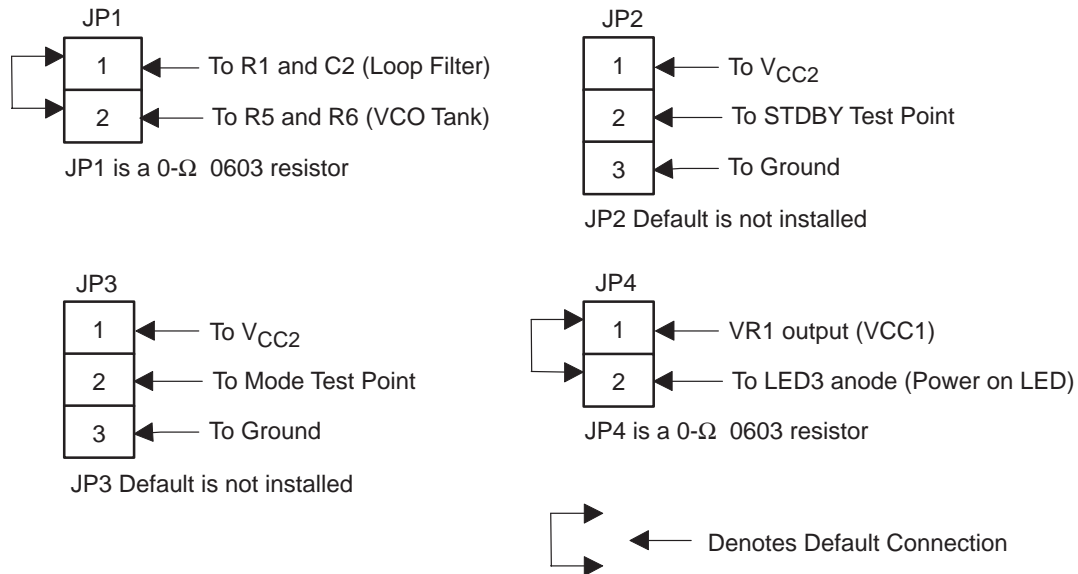 JP1
1 To R1 and C2 (Loop Filter)
2 To R5 and R6 (VCO Tank)
JP1 is a 0-Ω 0603 resistor
JP2
1 To VCC2
2 To STDBY Test Point
3 To Ground
JP2 Default is not installed
JP3
1 To VCC2
2 To Mode Test Point
3 To Ground
JP3 Default is not installed
JP4
1 VR1 output (VCC1)
2 To LED3 anode (Power on LED)
JP4 is a 0-Ω 0603 resistor
Denotes Default Connection